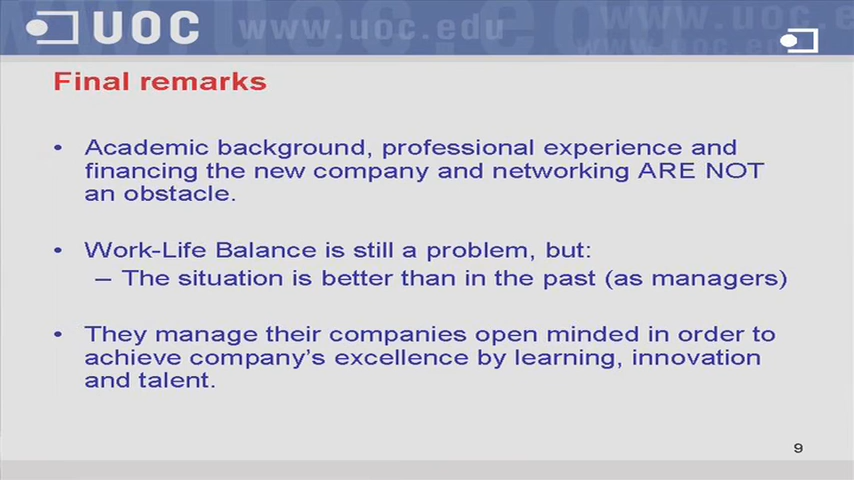 UOC www.uoc.edu
Final remarks
• Academic background, professional experience and
financing the new company and networking ARE NOT
an obstacle.
• Work-Life Balance is still a problem, but:
– The situation is better than in the past (as managers)
• They manage their companies open minded in order to
achieve company's excellence by learning, innovation
and talent.
9